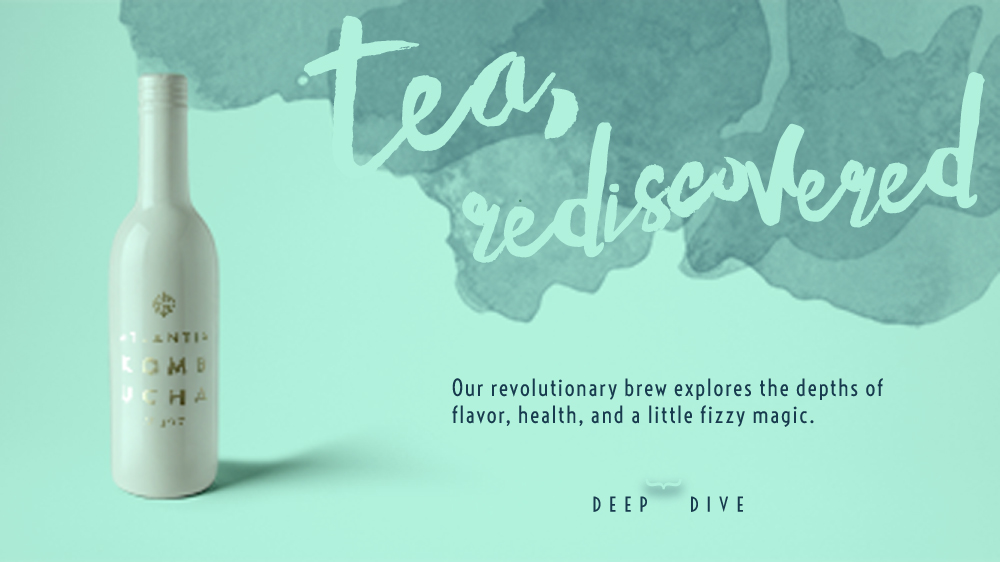 tea,
rediscovered
ATLANTIS
KOMB
UCHA
Our revolutionary brew explores the depths of
flavor, health, and a little fizzy magic.
DEEP DIVE